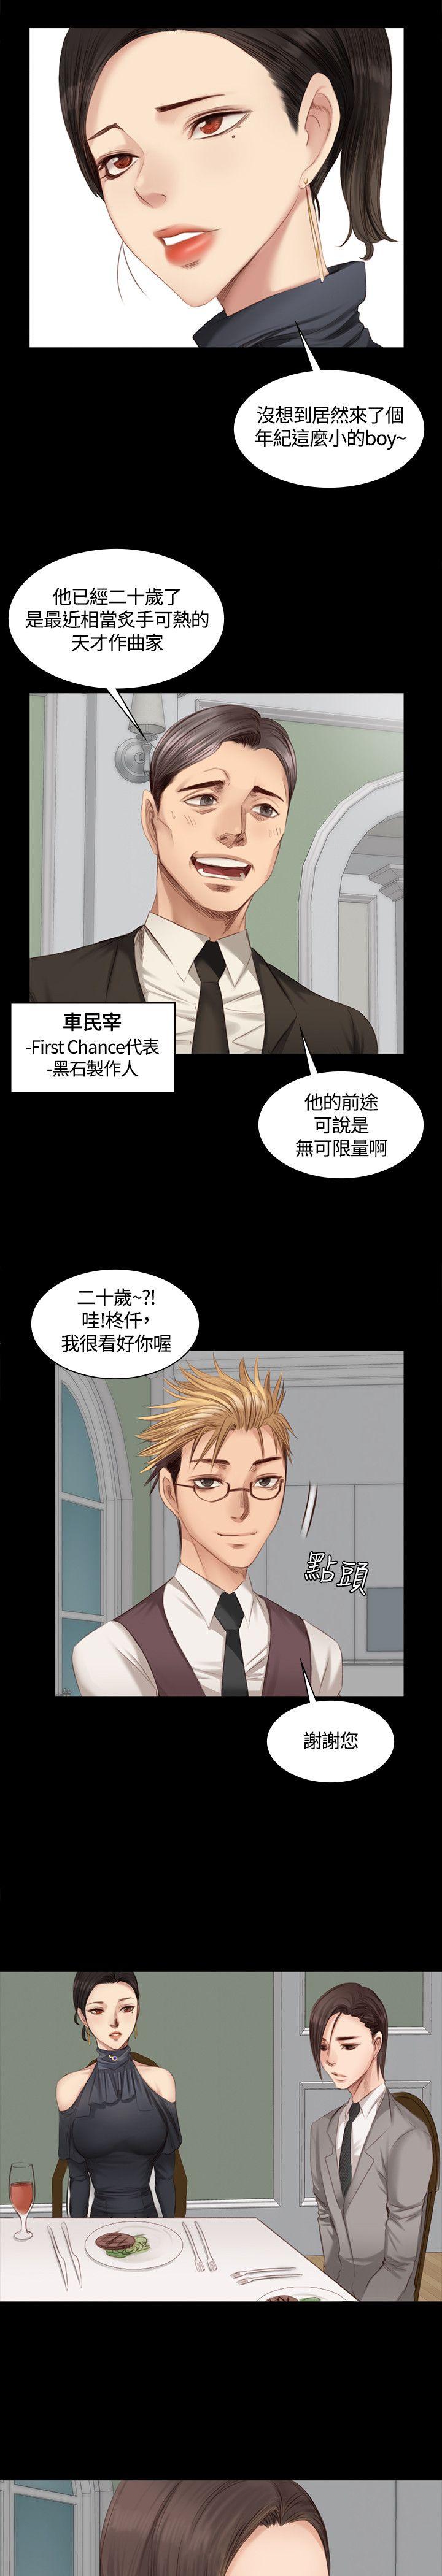 沒想到居然來了個
年紀這麼小的boy~
他已經二十歲了
是最近相當炙手可熱的
天才作曲家
車民宰
-First Chance代表
-黑石製作人
他的前途
可說是
無可限量啊
二十歲~?!
哇!柊仟,
我很看好你喔
點頭
謝謝您